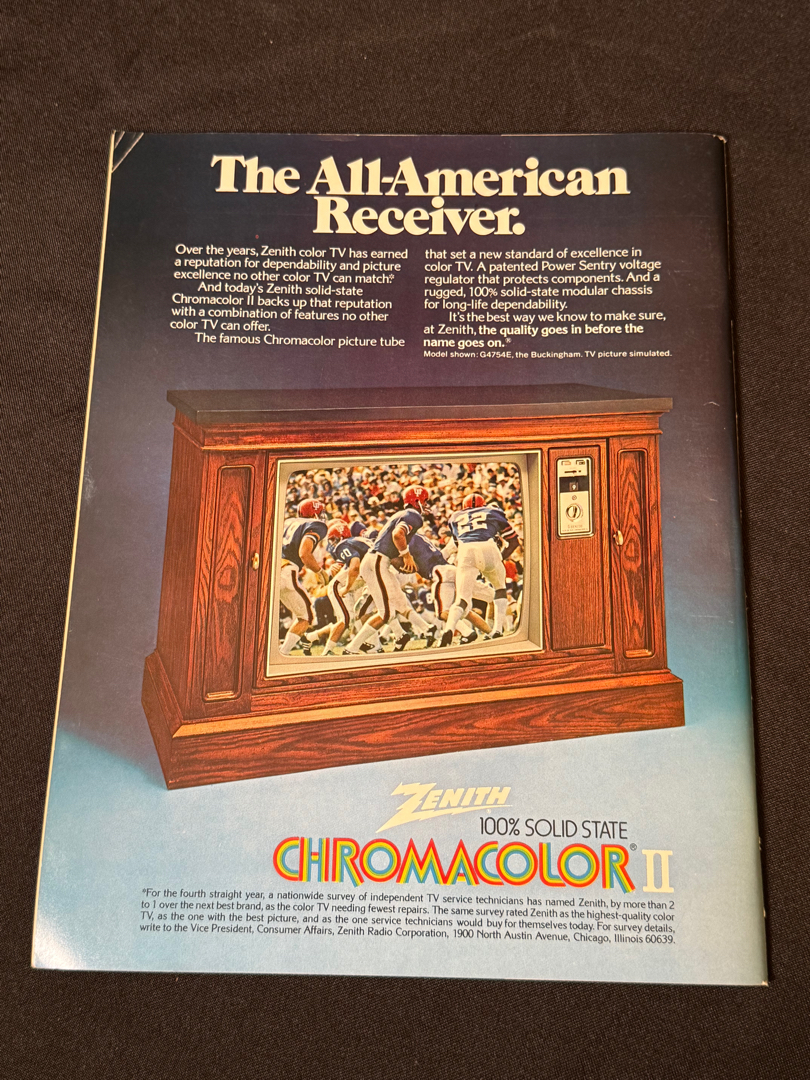 The All-American
Receiver.
Over the years, Zenith color TV has earned
a reputation for dependability and picture
excellence no other color TV can match.*
And today's Zenith solid-state
Chromacolor II backs up that reputation
with a combination of features no other
color TV can offer.
The famous Chromacolor picture tube
that set a new standard of excellence in
color TV. A patented Power Sentry voltage
regulator that protects components. And a
rugged, 100% solid-state modular chassis
for long-life dependability.
It's the best way we know to make sure,
at Zenith, the quality goes in before the
name goes on.®
Model shown: G4754E, the Buckingham. TV picture simulated.
22
ZENITH
100% SOLID STATE
CHROMACOLOR® II
*For the fourth straight year, a nationwide survey of independent TV service technicians has named Zenith, by more than 2
to 1 over the next best brand, as the color TV needing fewest repairs. The same survey rated Zenith as the highest-quality color
TV, as the one with the best picture, and as the one service technicians would buy for themselves today. For survey details,
write to the Vice President, Consumer Affairs, Zenith Radio Corporation, 1900 North Austin Avenue, Chicago, Illinois 60639.